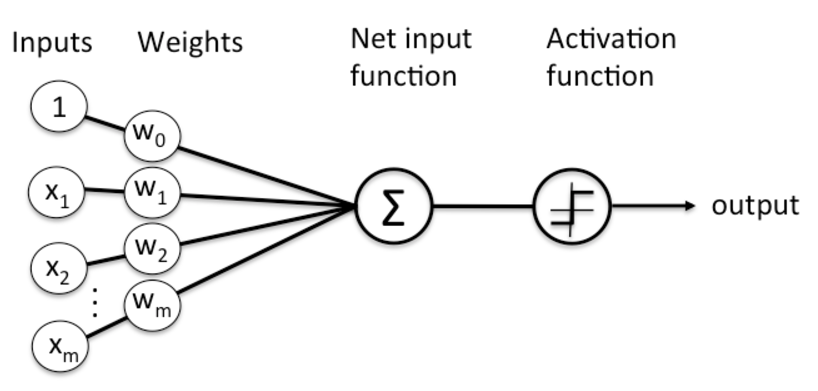 Inputs
Weights
Net input
function
Activation
function
1
w0
x1
w1
x2
w2
⋮
wm
xm
Σ
output